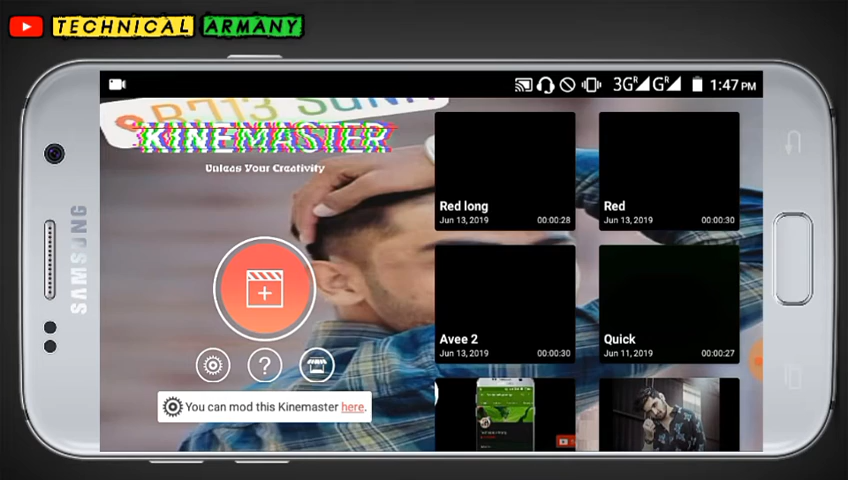 TECHNICAL ARMANY
SAMSUNG
3G R G R 1:47 PM
KINEMASTER
Unleas Your Creativity
You can mod this Kinemaster here.
Red long
Jun 13, 2019 00:00:28
Red
Jun 13, 2019 00:00:30
Avee 2
Jun 13, 2019 00:00:30
Quick
Jun 11, 2019 00:00:27